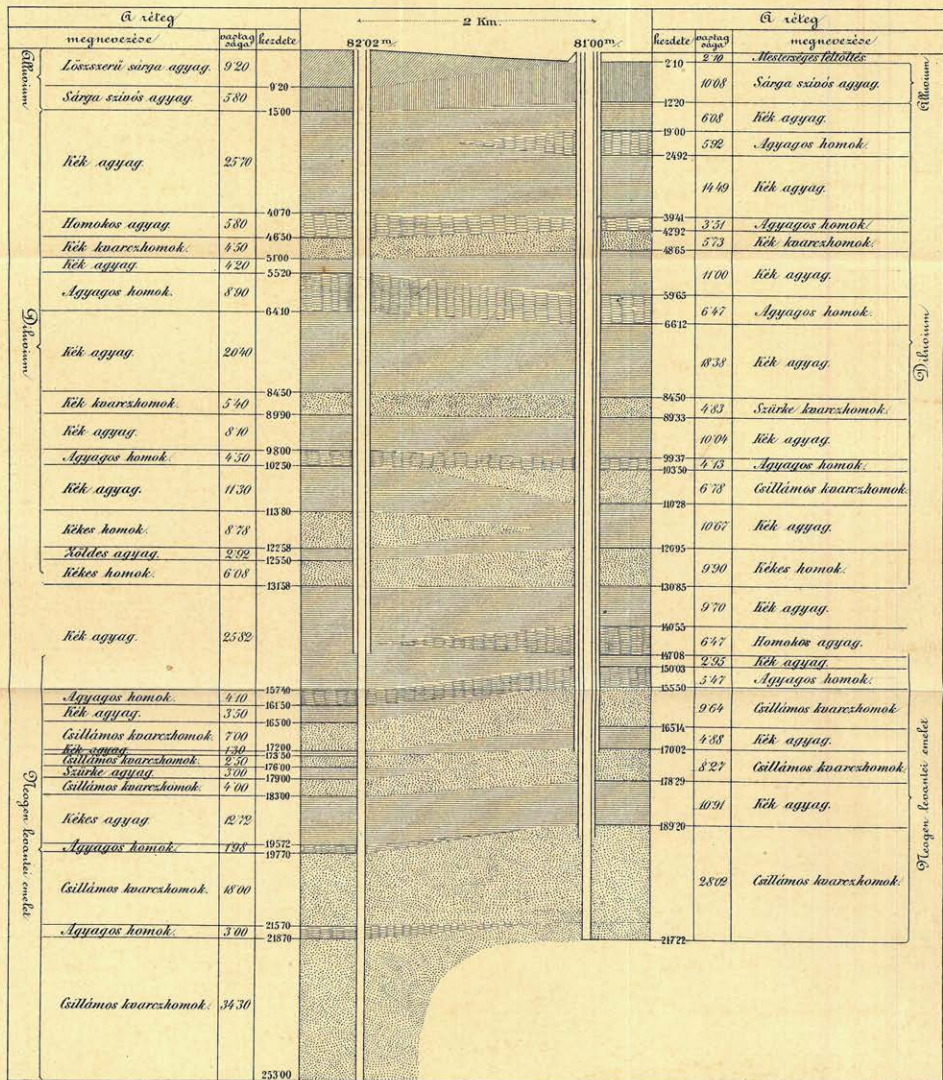 A réteg
megnevezése vastagsága kezdete
Alluvium
Löszszerű sárga agyag. 9·20
9·20
Sárga szívós agyag. 5·80
15·00
Diluvium
Kék agyag. 25·70
40·70
Homokos agyag 5·80
46·50
Kék kvarczhomok. 4·50
51·00
Kék agyag 4·20
55·20
Agyagos homok. 8·90
64·10
Kék agyag. 20·40
84·50
Kék kvarczhomok. 5·40
89·90
Kék agyag 8·10
98·00
Agyagos homok. 4·50
102·50
Kék agyag. 11·30
113·80
Kékes homok. 8·78
122·58
Zöldes agyag. 2·92
125·50
Kékes homok. 6·08
131·58
Kék agyag. 25·82
Neogen levantei emelet
157·40
Agyagos homok. 4·10
161·50
Kék agyag. 3·50
165·00
Csillámos kvarczhomok. 7·00
172·00
Kék agyag. 1·30
173·50
Csillámos kvarczhomok. 2·50
176·00
Szürke agyag. 3·00
179·00
Csillámos kvarczhomok. 4·00
183·00
Kékes agyag. 12·72
195·72
Agyagos homok. 1·98
197·70
Csillámos kvarczhomok. 18·00
215·70
Agyagos homok. 3·00
218·70
Csillámos kvarczhomok. 34·30
253·00
2 Km.
82·02 m.
81·00 m.
A réteg
kezdete vastagsága megnevezése
2·10 Mesterséges feltöltés
2·10
Alluvium
10·08 Sárga szívós agyag.
12·20
6·08 Kék agyag.
19·00
5·92 Agyagos homok.
24·92
14·49 Kék agyag.
39·41
3·51 Agyagos homok.
42·92
5·73 Kék kvarczhomok.
48·65
11·00 Kék agyag.
59·65
6·47 Agyagos homok.
66·12
Diluvium
18·38 Kék agyag.
84·50
4·83 Szürke kvarczhomok.
89·33
10·04 Kék agyag.
99·37
4·13 Agyagos homok.
103·50
6·78 Csillámos kvarczhomok.
110·28
10·67 Kék agyag.
120·95
9·90 Kékes homok.
130·85
9·70 Kék agyag.
140·55
6·47 Homokos agyag.
147·08
2·95 Kék agyag.
150·03
5·47 Agyagos homok.
155·50
9·64 Csillámos kvarczhomok
165·14
4·88 Kék agyag.
170·02
8·27 Csillámos kvarczhomok.
178·29
Neogen levantei emelet
10·91 Kék agyag.
189·20
28·02 Csillámos kvarczhomok.
217·22